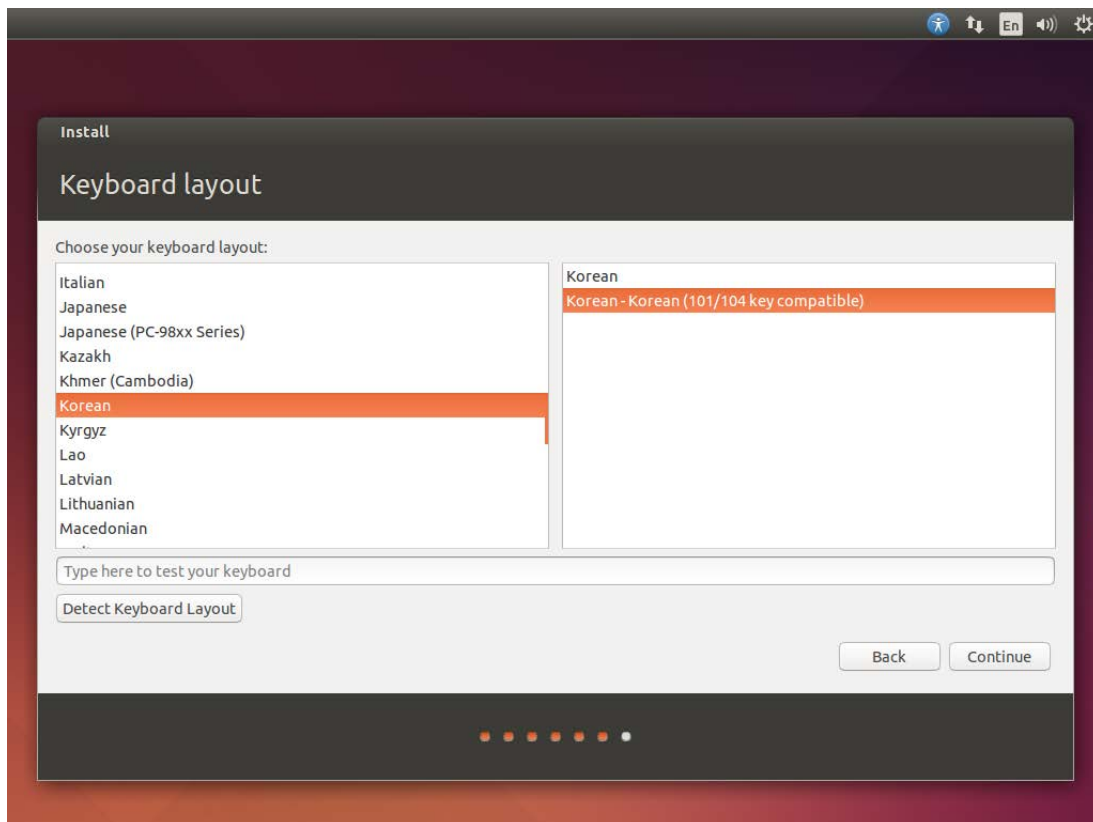 En
Install
Keyboard layout
Choose your keyboard layout:
Italian
Japanese
Japanese (PC-98xx Series)
Kazakh
Khmer (Cambodia)
Korean
Kyrgyz
Lao
Latvian
Lithuanian
Macedonian
Korean
Korean - Korean (101/104 key compatible)
Type here to test your keyboard
Detect Keyboard Layout
Back
Continue